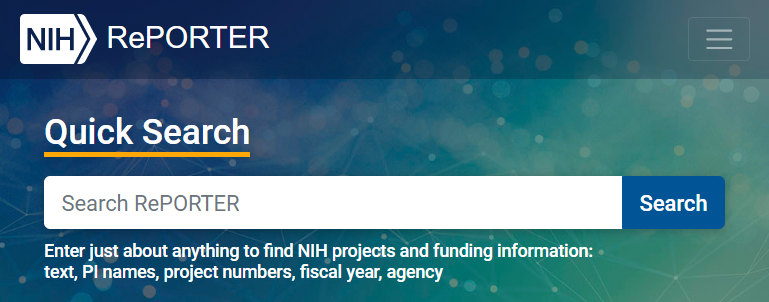 NIH RePORTER
Quick Search
Search RePORTER
Search
Enter just about anything to find NIH projects and funding information:
text, PI names, project numbers, fiscal year, agency